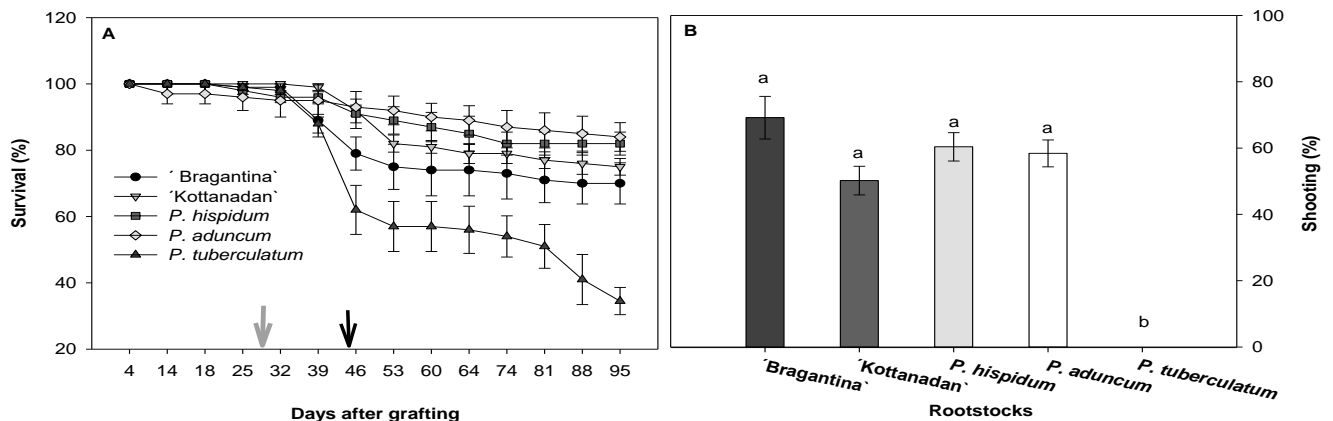 A
120
100
80
60
40
20
Survival (%)
´ Bragantina`
´Kottanadan`
P. hispidum
P. aduncum
P. tuberculatum
4 14 18 25 32 39 46 53 60 64 74 81 88 95
Days after grafting
B
a
a
a
a
b
100
80
60
40
20
0
Shooting (%)
´Bragantina`
´Kottanadan`
P. hispidum
P. aduncum
P. tuberculatum
Rootstocks